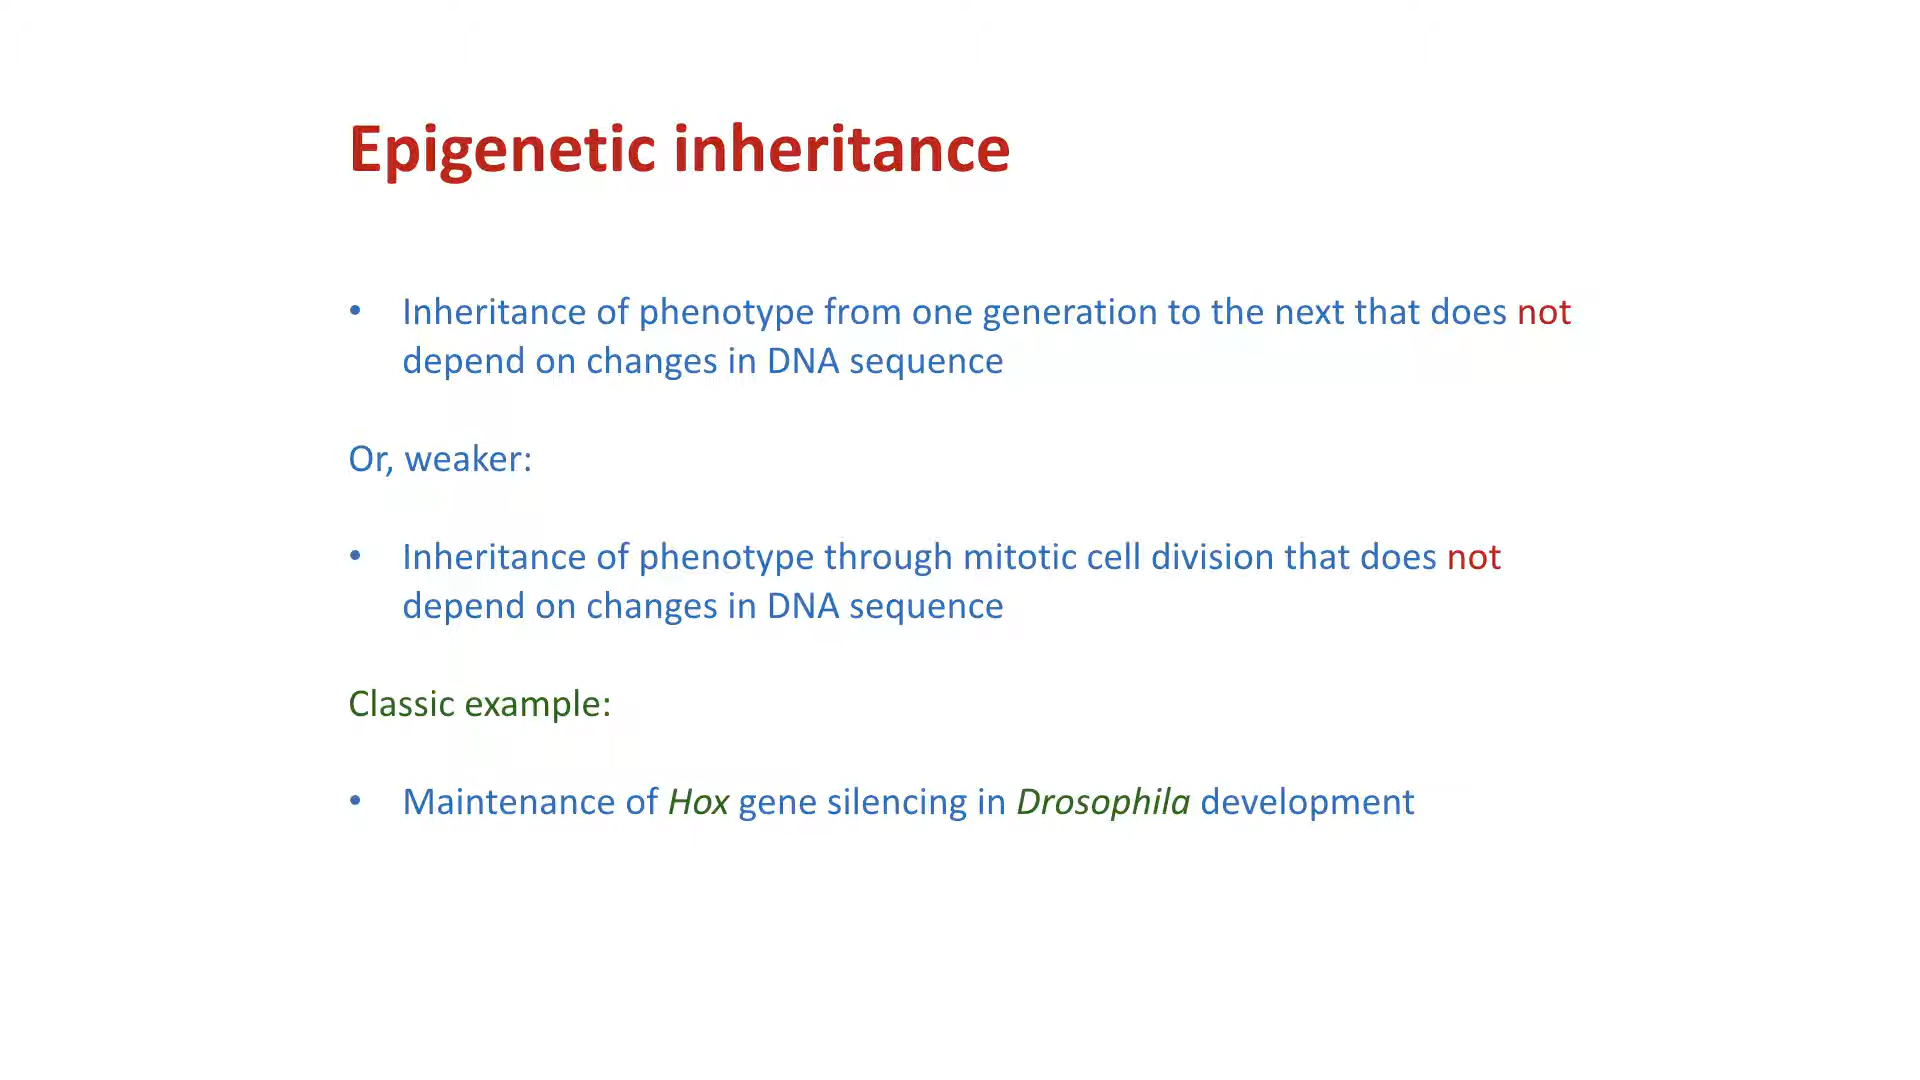 Epigenetic inheritance
• Inheritance of phenotype from one generation to the next that does not
depend on changes in DNA sequence
Or, weaker:
• Inheritance of phenotype through mitotic cell division that does not
depend on changes in DNA sequence
Classic example:
• Maintenance of Hox gene silencing in Drosophila development